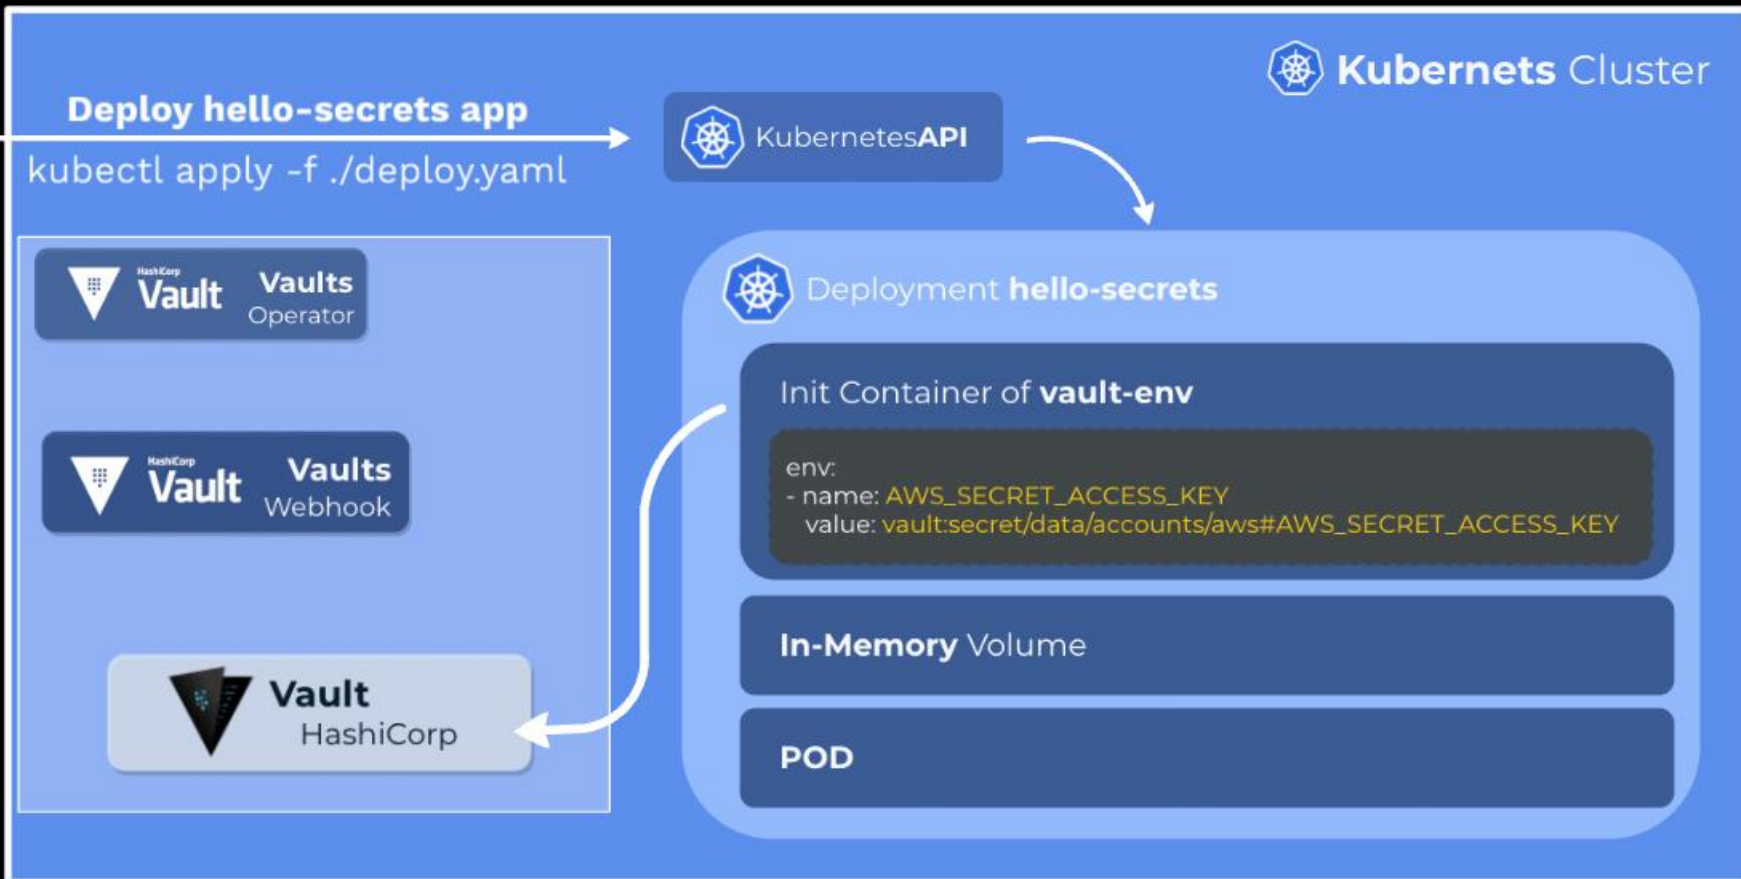 Kubernets Cluster
Deploy hello-secrets app
kubectl apply -f ./deploy.yaml
KubernetesAPI
HashiCorp
Vault
Vaults
Operator
HashiCorp
Vault
Vaults
Webhook
Vault
HashiCorp
Deployment hello-secrets
Init Container of vault-env
env:
- name: AWS_SECRET_ACCESS_KEY
value: vault:secret/data/accounts/aws#AWS_SECRET_ACCESS_KEY
In-Memory Volume
POD